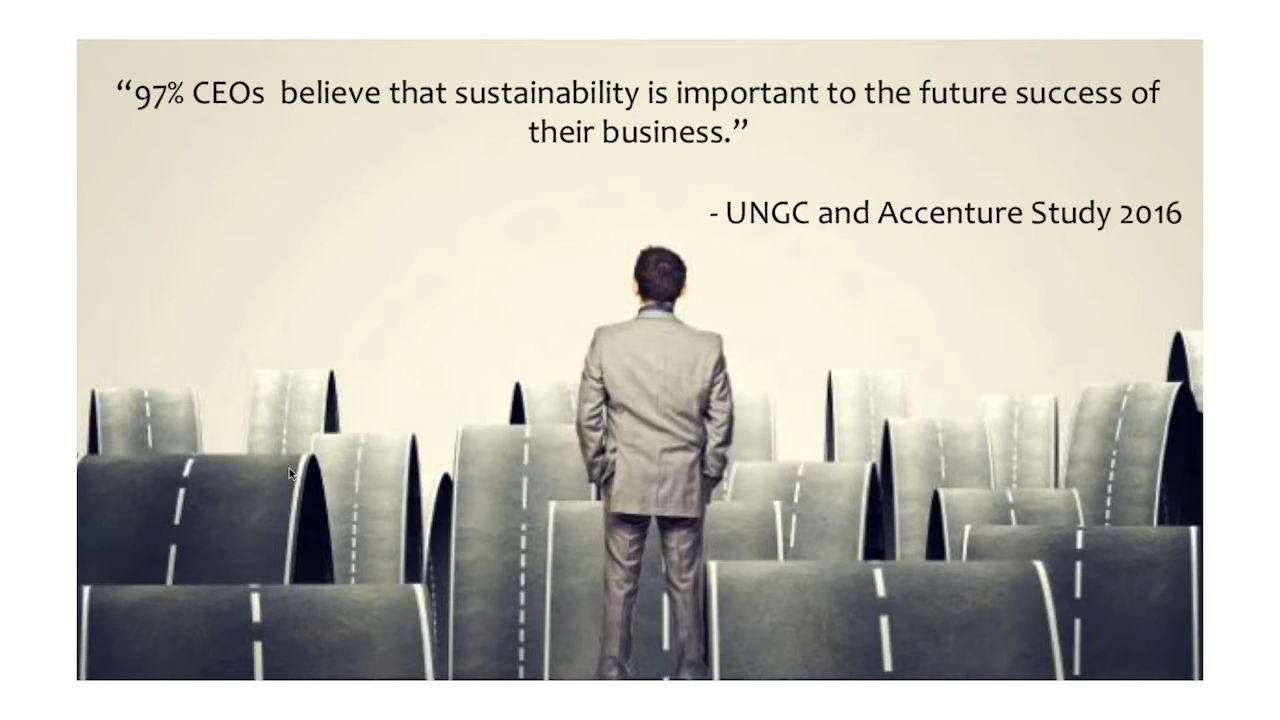 “97% CEOs believe that sustainability is important to the future success of
their business.”
- UNGC and Accenture Study 2016